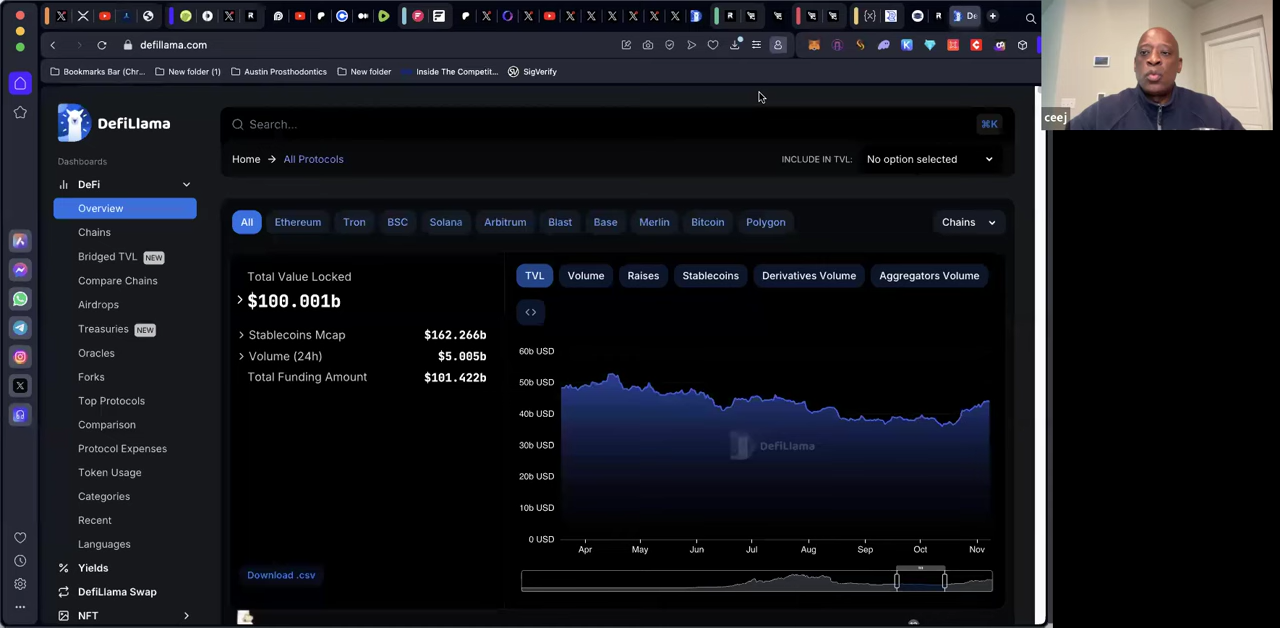 De
defillama.com
Bookmarks Bar (Chr...
New folder (1)
Austin Prosthodontics
New folder
Inside The Competit...
SigVerify
ceej
DefiLlama
Search...
⌘K
Home → All Protocols
INCLUDE IN TVL:
No option selected
Dashboards
DeFi
Overview
Chains
Bridged TVL NEW
Compare Chains
Airdrops
Treasuries NEW
Oracles
Forks
Top Protocols
Comparison
Protocol Expenses
Token Usage
Categories
Recent
Languages
Yields
DefiLlama Swap
NFT
All
Ethereum
Tron
BSC
Solana
Arbitrum
Blast
Base
Merlin
Bitcoin
Polygon
Chains
Total Value Locked
$100.001b
Stablecoins Mcap $162.266b
Volume (24h) $5.005b
Total Funding Amount $101.422b
Download .csv
TVL
Volume
Raises
Stablecoins
Derivatives Volume
Aggregators Volume
60b USD
50b USD
40b USD
30b USD
20b USD
10b USD
0 USD
DefiLlama
Apr May Jun Jul Aug Sep Oct Nov